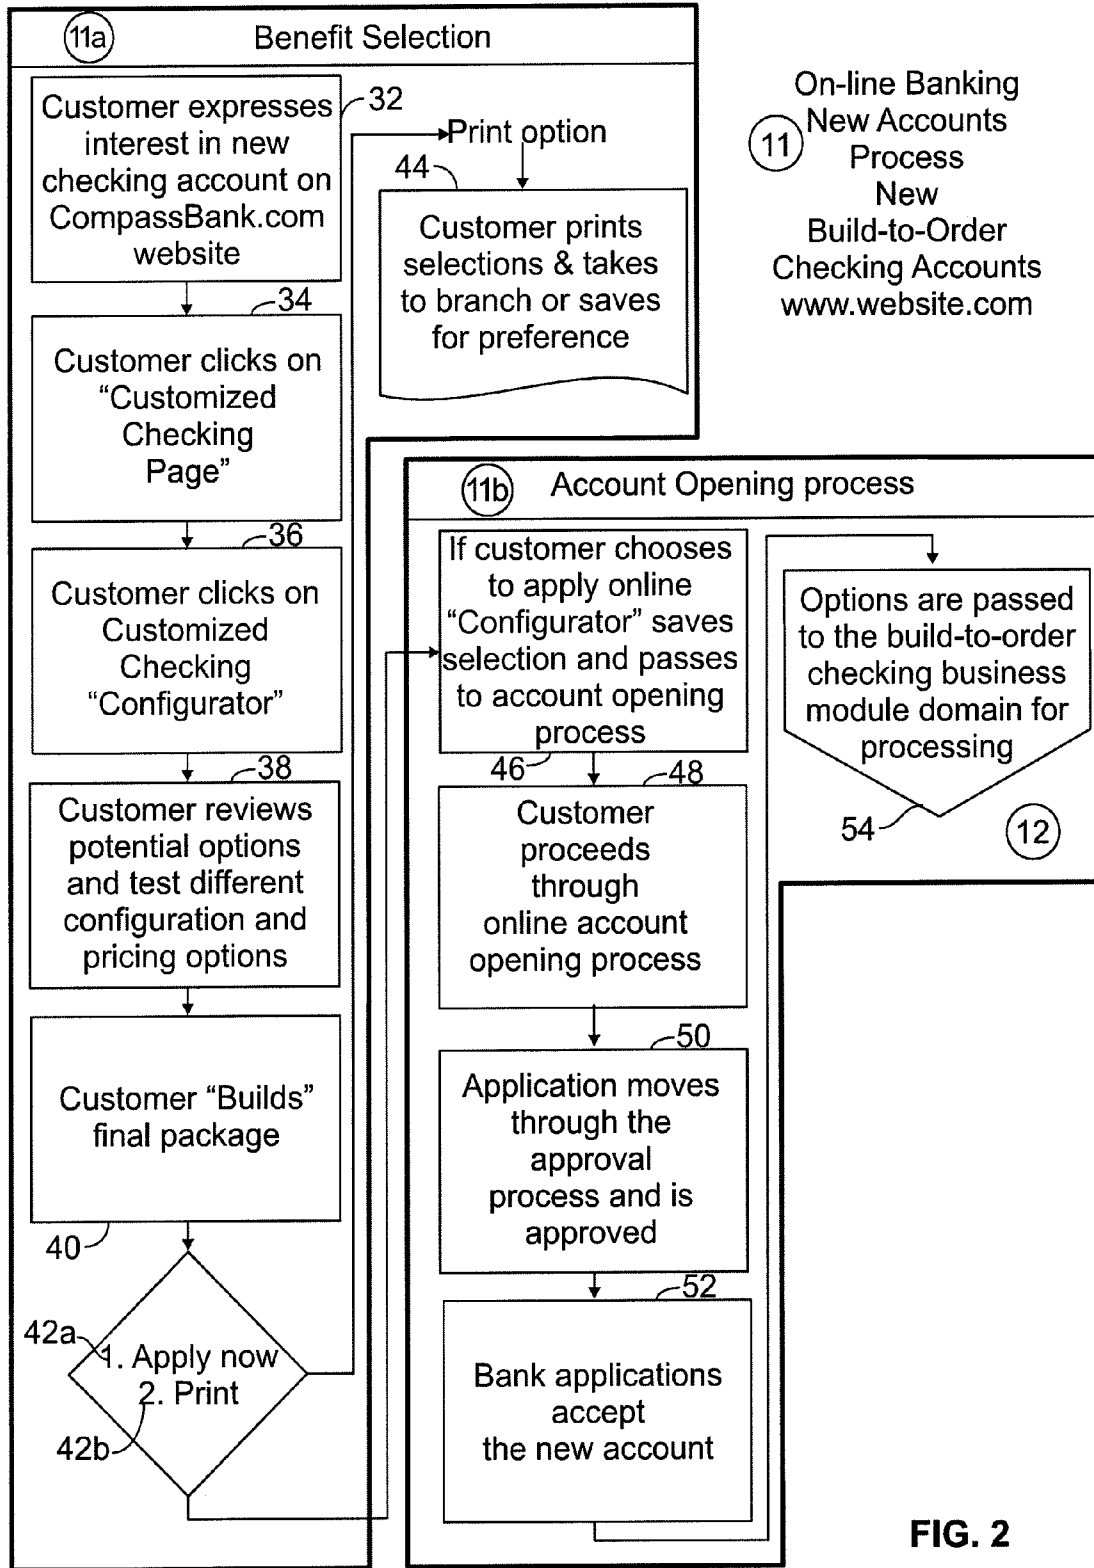 11a
Benefit Selection
Customer expresses
interest in new
checking account on
CompassBank.com
website
32
34
Customer clicks on
“Customized
Checking
Page”
36
Customer clicks on
Customized
Checking
“Configurator”
38
Customer reviews
potential options
and test different
configuration and
pricing options
Customer “Builds”
final package
40
42a
1. Apply now
2. Print
42b
Print option
44
Customer prints
selections & takes
to branch or saves
for preference
On-line Banking
New Accounts
11
Process
New
Build-to-Order
Checking Accounts
www.website.com
11b
Account Opening process
If customer chooses
to apply online
“Configurator” saves
selection and passes
to account opening
process
46
48
Customer
proceeds
through
online account
opening process
50
Application moves
through the
approval
process and is
approved
52
Bank applications
accept
the new account
Options are passed
to the build-to-order
checking business
module domain for
processing
54
12
FIG. 2